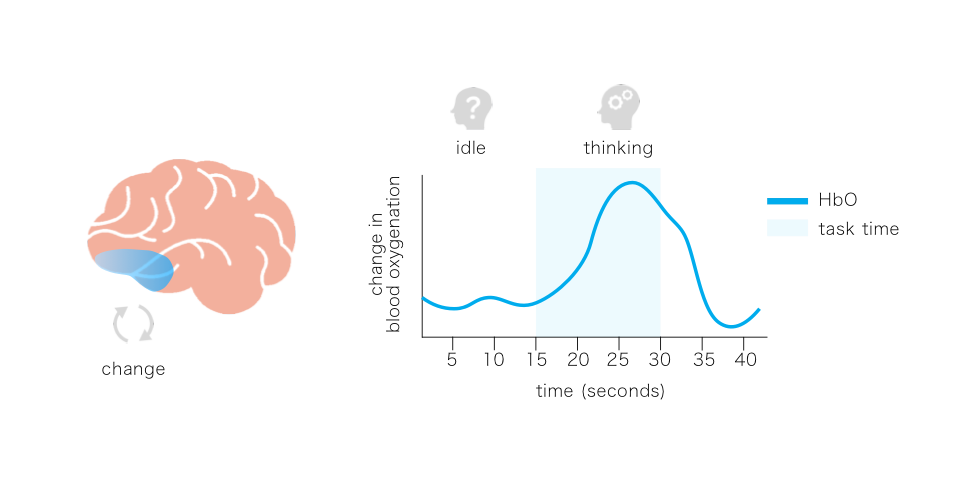 idle
thinking
change in
blood oxygenation
HbO
task time
5 10 15 20 25 30 35 40
time (seconds)
change
?